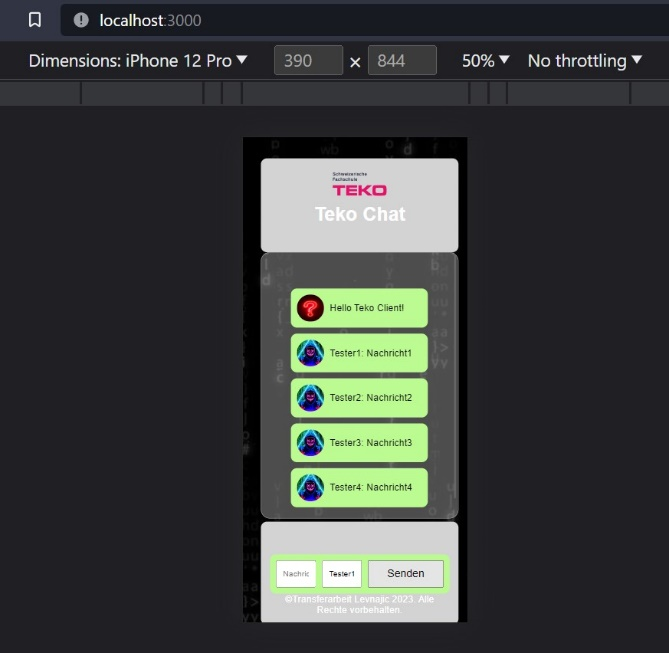 localhost:3000
Dimensions: iPhone 12 Pro ▼ 390 × 844 50% ▼ No throttling ▼
Schweizerische
Fachschule
TEKO
Teko Chat
Hello Teko Client!
Tester1: Nachricht1
Tester2: Nachricht2
Tester3: Nachricht3
Tester4: Nachricht4
Nachric Tester1 Senden
©Transferarbeit Levnajic 2023. Alle
Rechte vorbehalten.